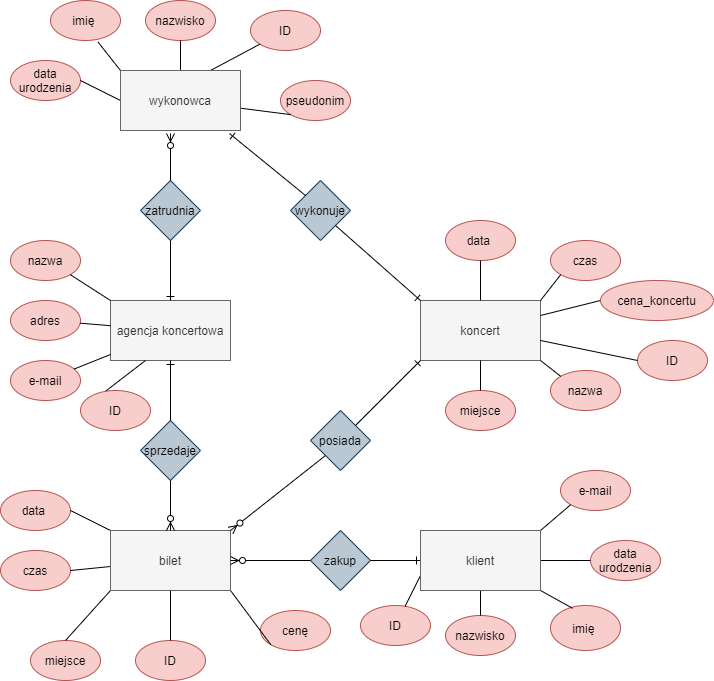 imię
nazwisko
ID
data
urodzenia
wykonowca
pseudonim
zatrudnia
wykonuje
data
nazwa
czas
cena_koncertu
adres
agencja koncertowa
koncert
ID
e-mail
nazwa
ID
miejsce
sprzedaje
posiada
e-mail
data
bilet
zakup
klient
data
urodzenia
czas
ID
cenę
nazwisko
imię
miejsce
ID